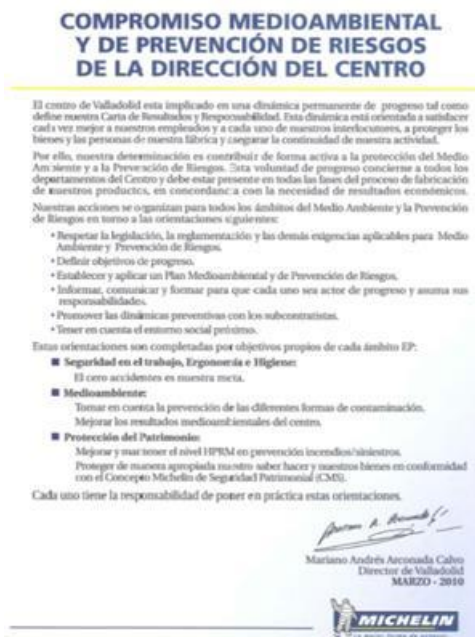 COMPROMISO MEDIOAMBIENTAL
Y DE PREVENCIÓN DE RIESGOS
DE LA DIRECCIÓN DEL CENTRO
El centro de Valladolid esta implicado en una dinámica permanente de progreso tal como
define nuestra Carta de Resultados y Responsabilidad. Esta dinámica está orientada a satisfacer
cada vez mejor a nuestros empleados y a cada uno de nuestros interlocutores, a proteger los
bienes y las personas de nuestra fábrica y asegurar la continuidad de nuestra actividad.
Por ello, nuestra determinación es contribuir de forma activa a la protección del Medio
Ambiente y a la Prevención de Riesgos. Esta voluntad de progreso concierne a todos los
departamentos del Centro y debe estar presente en todas las fases del proceso de fabricación
de nuestros productos, en concordancia con la necesidad de resultados económicos.
Nuestras acciones se organizan para todos los ámbitos del Medio Ambiente y la Prevención
de Riesgos en torno a las orientaciones siguientes:
• Respetar la legislación, la reglamentación y las demás exigencias aplicables para Medio
Ambiente y Prevención de Riesgos.
• Definir objetivos de progreso.
• Establecer y aplicar un Plan Medioambiental y de Prevención de Riesgos.
• Informar, comunicar y formar para que cada uno sea actor de progreso y asuma sus
responsabilidades.
• Promover las dinámicas preventivas con los subcontratistas.
• Tener en cuenta el entorno social próximo.
Estas orientaciones son completadas por objetivos propios de cada ámbito EP:
■ Seguridad en el trabajo, Ergonomía e Higiene:
El cero accidentes es nuestra meta.
■ Medioambiente:
Tomar en cuenta la prevención de las diferentes formas de contaminación.
Mejorar los resultados medioambientales del centro.
■ Protección del Patrimonio:
Mejorar y mantener el nivel HPRM en prevención incendios/siniestros.
Proteger de manera apropiada nuestro saber hacer y nuestros bienes en conformidad
con el Concepto Michelin de Seguridad Patrimonial (CMS).
Cada uno tiene la responsabilidad de poner en práctica estas orientaciones.
Mariano Andrés Arconada Calvo
Director de Valladolid
MARZO - 2010
MICHELIN